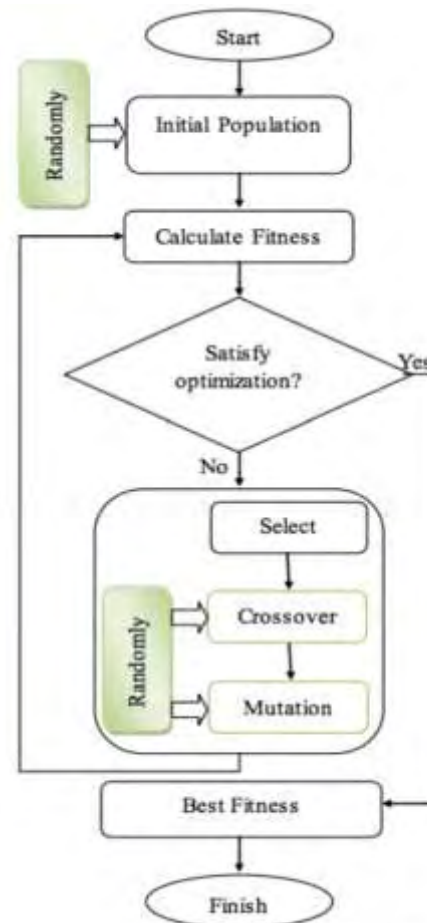 Start
Randomly
Initial Population
Calculate Fitness
Satisfy
optimization?
Yes
No
Select
Randomly
Crossover
Mutation
Best Fitness
Finish